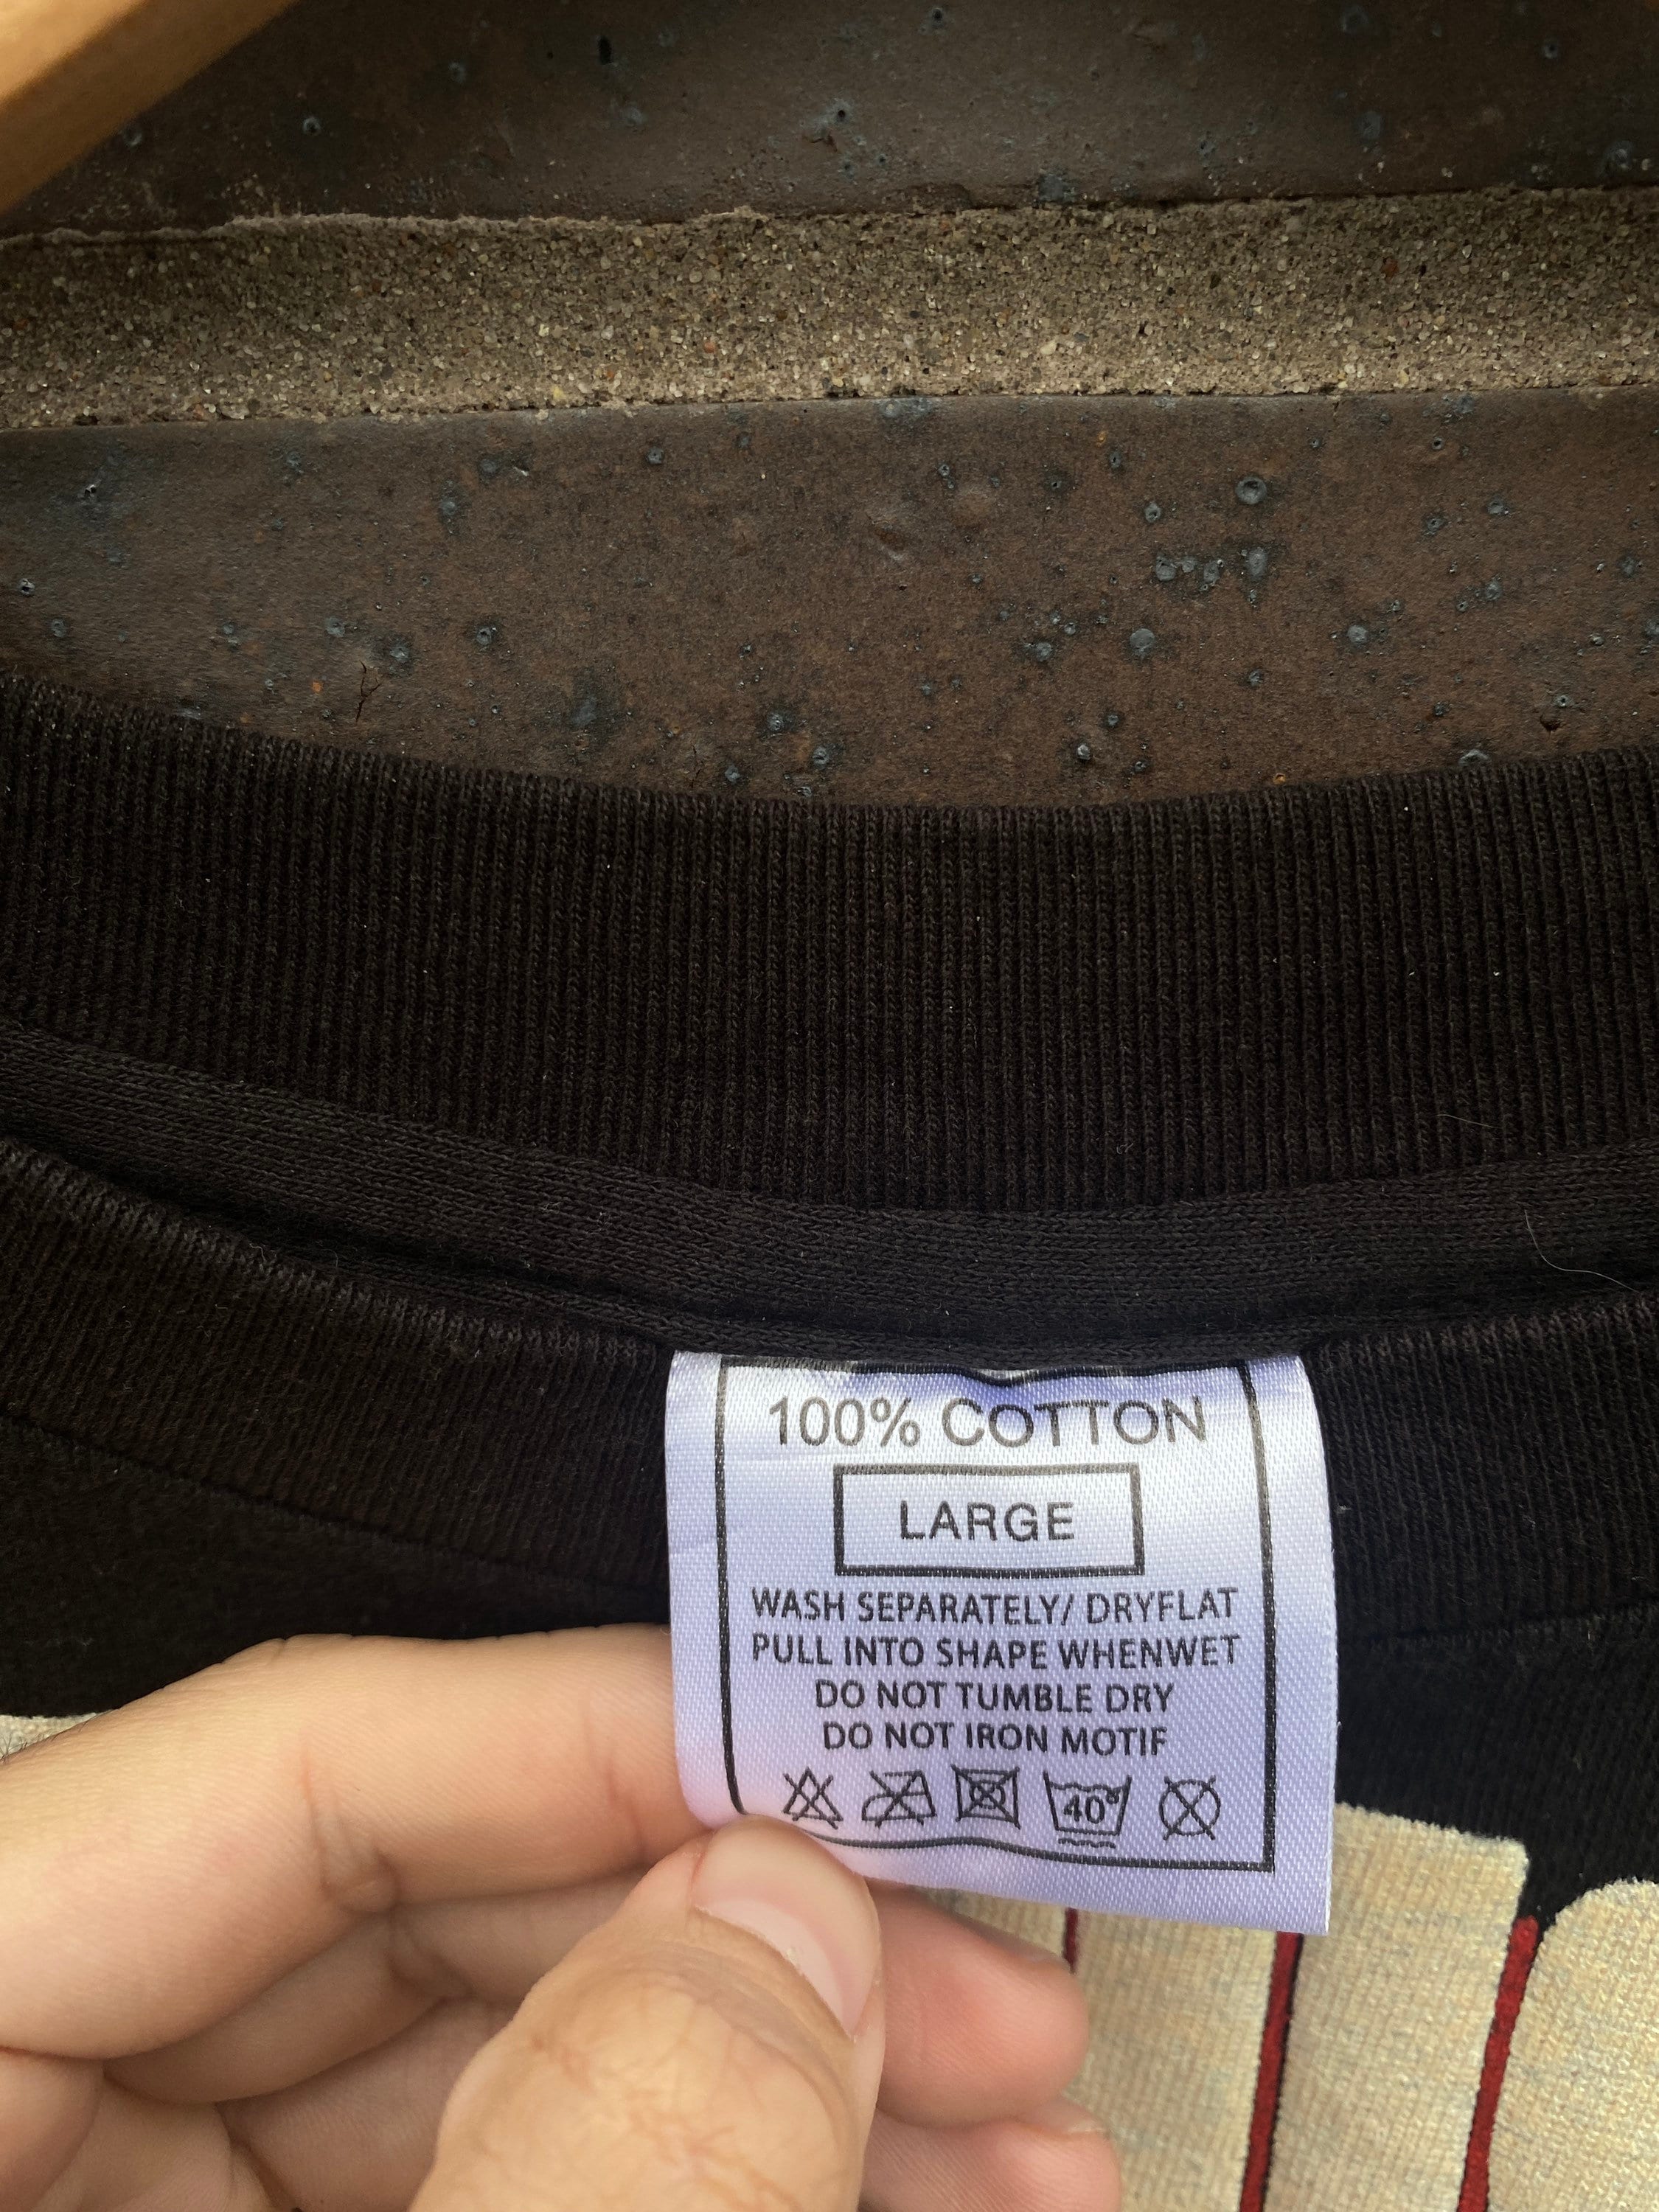 100% COTTON
LARGE
WASH SEPARATELY/ DRYFLAT
PULL INTO SHAPE WHENWET
DO NOT TUMBLE DRY
DO NOT IRON MOTIF
40°